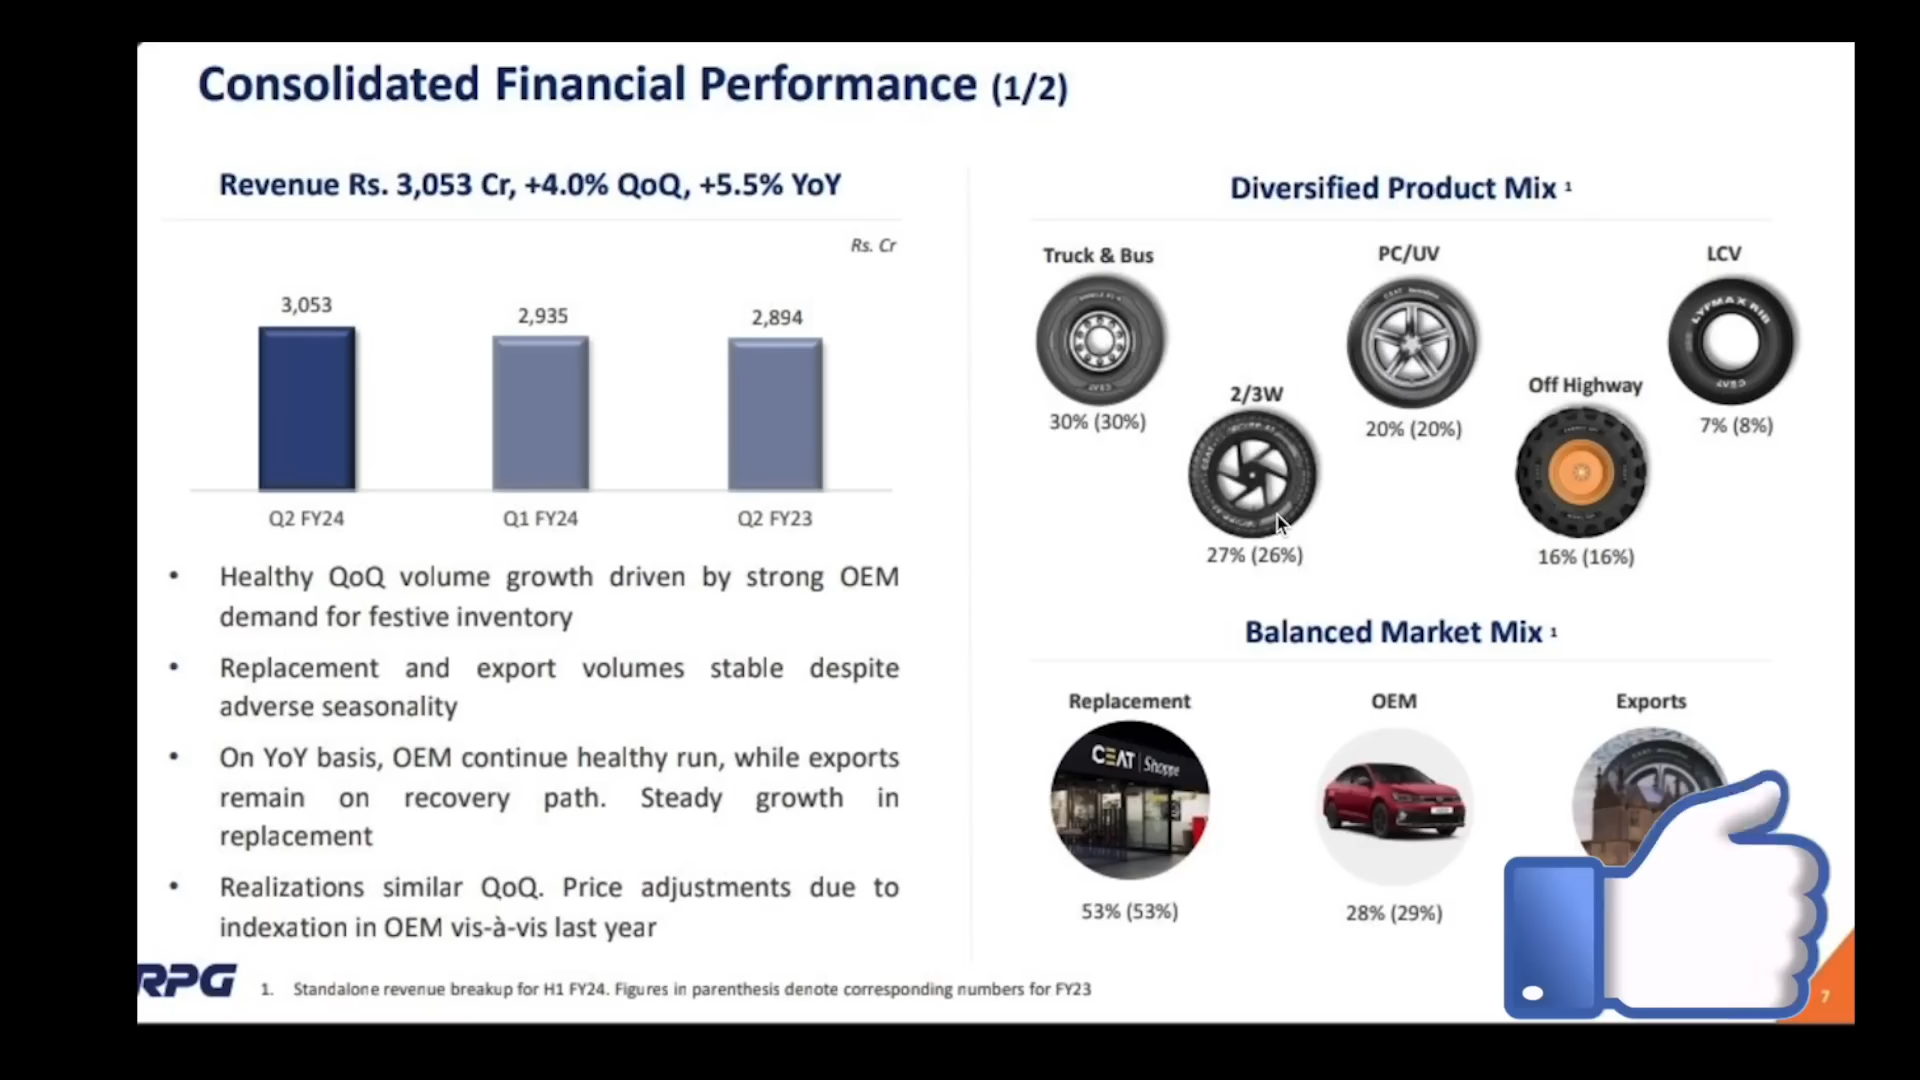 Consolidated Financial Performance (1/2)
Revenue Rs. 3,053 Cr, +4.0% QoQ, +5.5% YoY
Rs. Cr
3,053
2,935
2,894
Q2 FY24
Q1 FY24
Q2 FY23
• Healthy QoQ volume growth driven by strong OEM
demand for festive inventory
• Replacement and export volumes stable despite
adverse seasonality
• On YoY basis, OEM continue healthy run, while exports
remain on recovery path. Steady growth in
replacement
• Realizations similar QoQ. Price adjustments due to
indexation in OEM vis-à-vis last year
Diversified Product Mix 1
Truck & Bus
PC/UV
LCV
LYFMAX RIB
CEAT
30% (30%)
20% (20%)
7% (8%)
2/3W
Off Highway
27% (26%)
16% (16%)
Balanced Market Mix 1
Replacement
OEM
Exports
CEAT Shoppe
53% (53%)
28% (29%)
RPG
1. Standalone revenue breakup for H1 FY24. Figures in parenthesis denote corresponding numbers for FY23
7